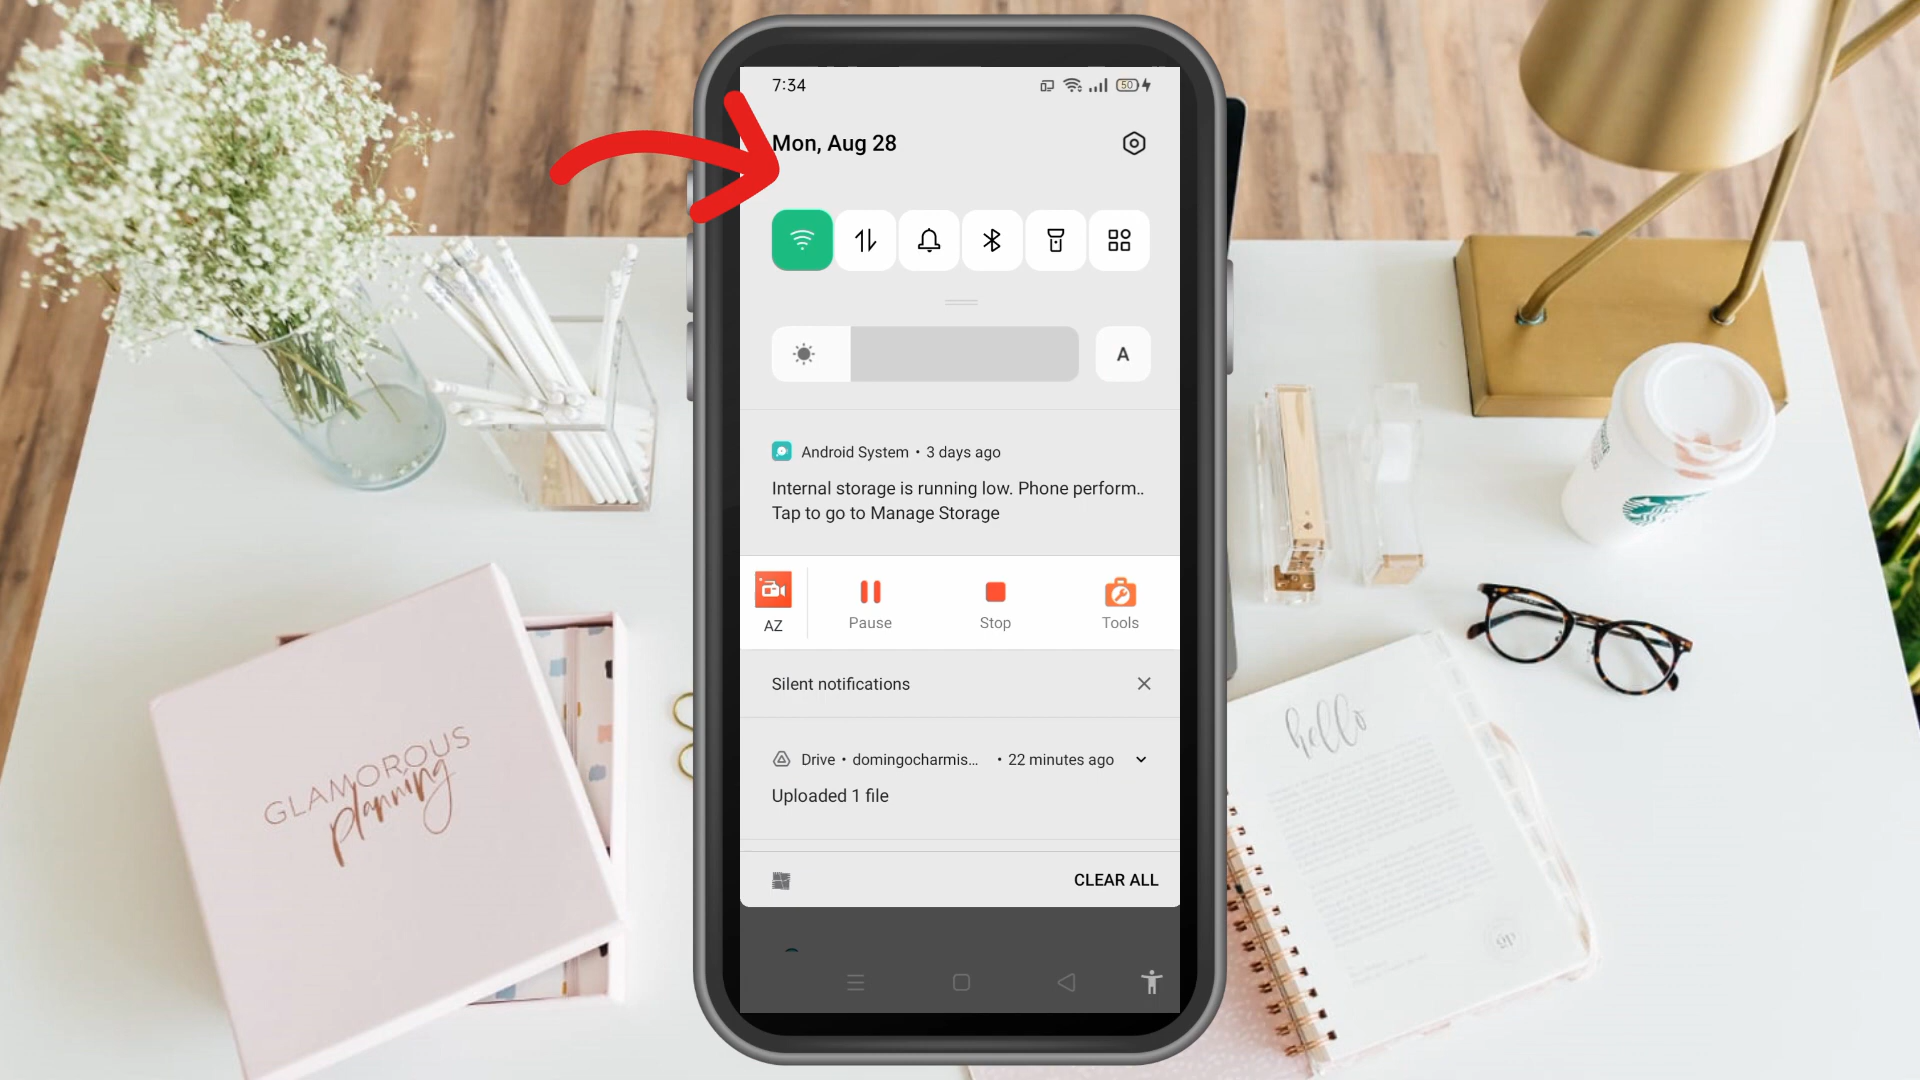 7:34
50
Mon, Aug 28
A
Android System • 3 days ago
Internal storage is running low. Phone perform..
Tap to go to Manage Storage
AZ
Pause
Stop
Tools
Silent notifications
Drive • domingocharmis... • 22 minutes ago
Uploaded 1 file
CLEAR ALL
GLAMOROUS
planning
hello